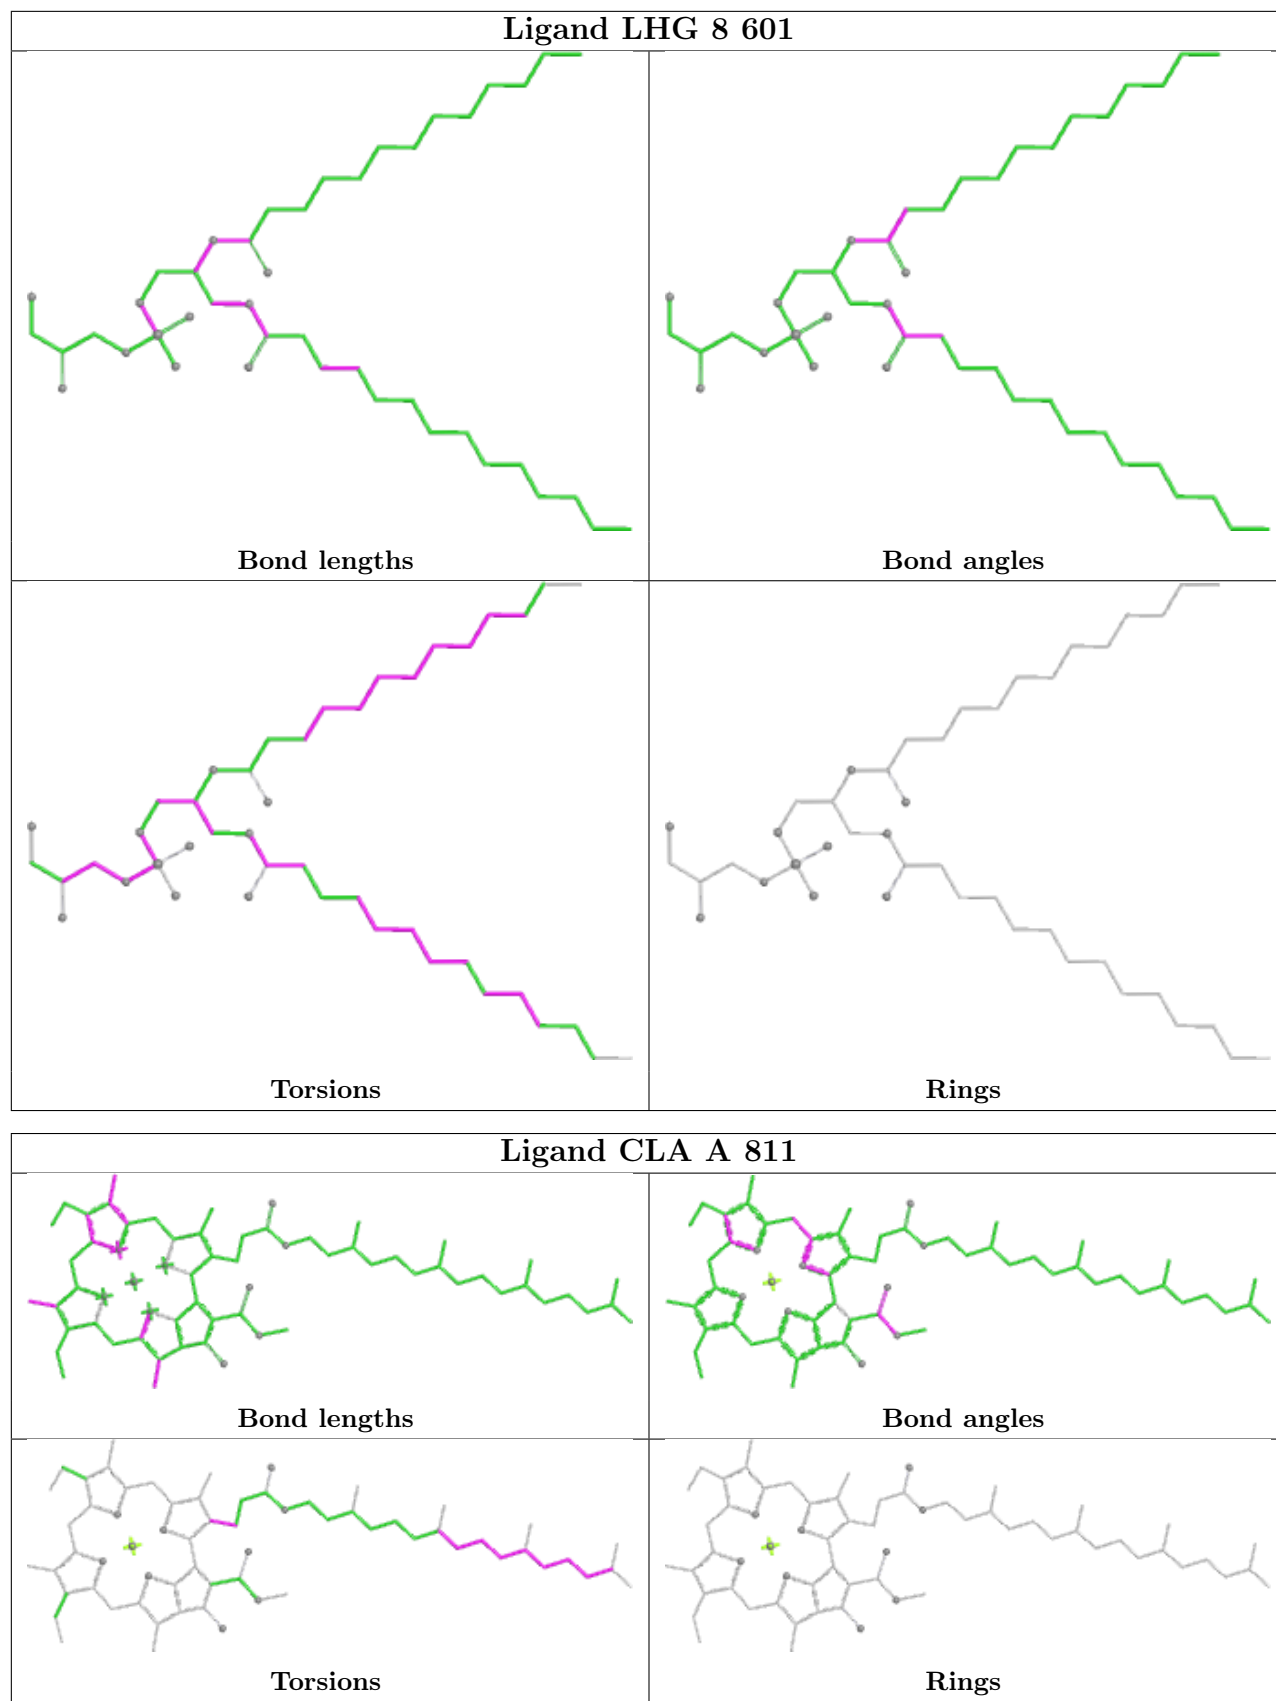 Ligand LHG 8 601
Bond lengths
Bond angles
Torsions
Rings
Ligand CLA A 811
Bond lengths
Bond angles
Torsions
Rings